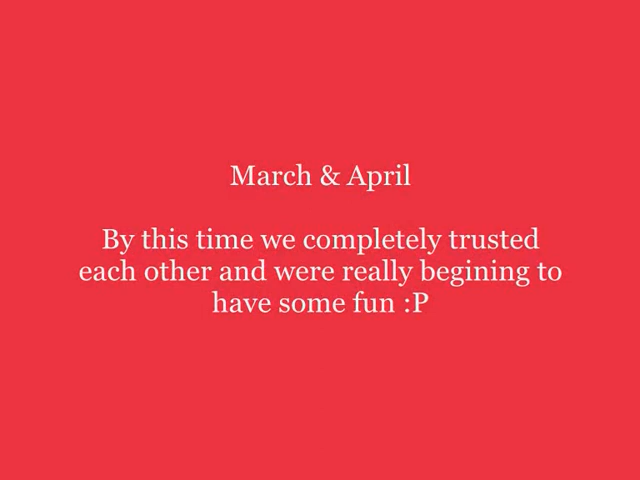 March & April
By this time we completely trusted
each other and were really begining to
have some fun :P